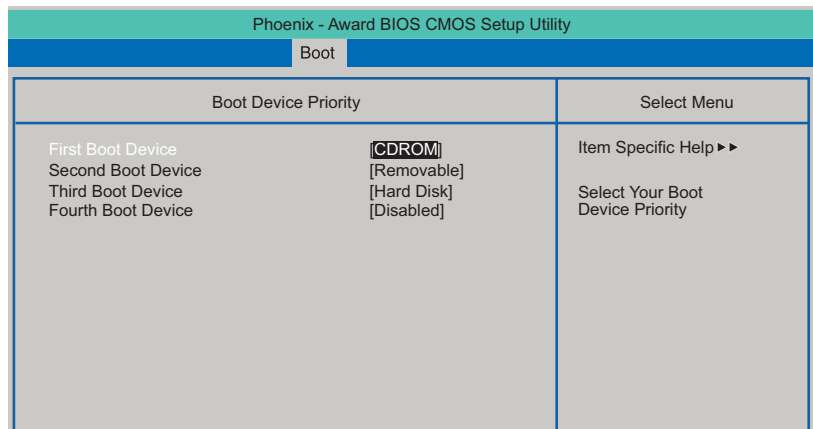 Phoenix - Award BIOS CMOS Setup Utility
Boot
Boot Device Priority
Select Menu
First Boot Device [CDROM]
Second Boot Device [Removable]
Third Boot Device [Hard Disk]
Fourth Boot Device [Disabled]
Item Specific Help ►►
Select Your Boot
Device Priority